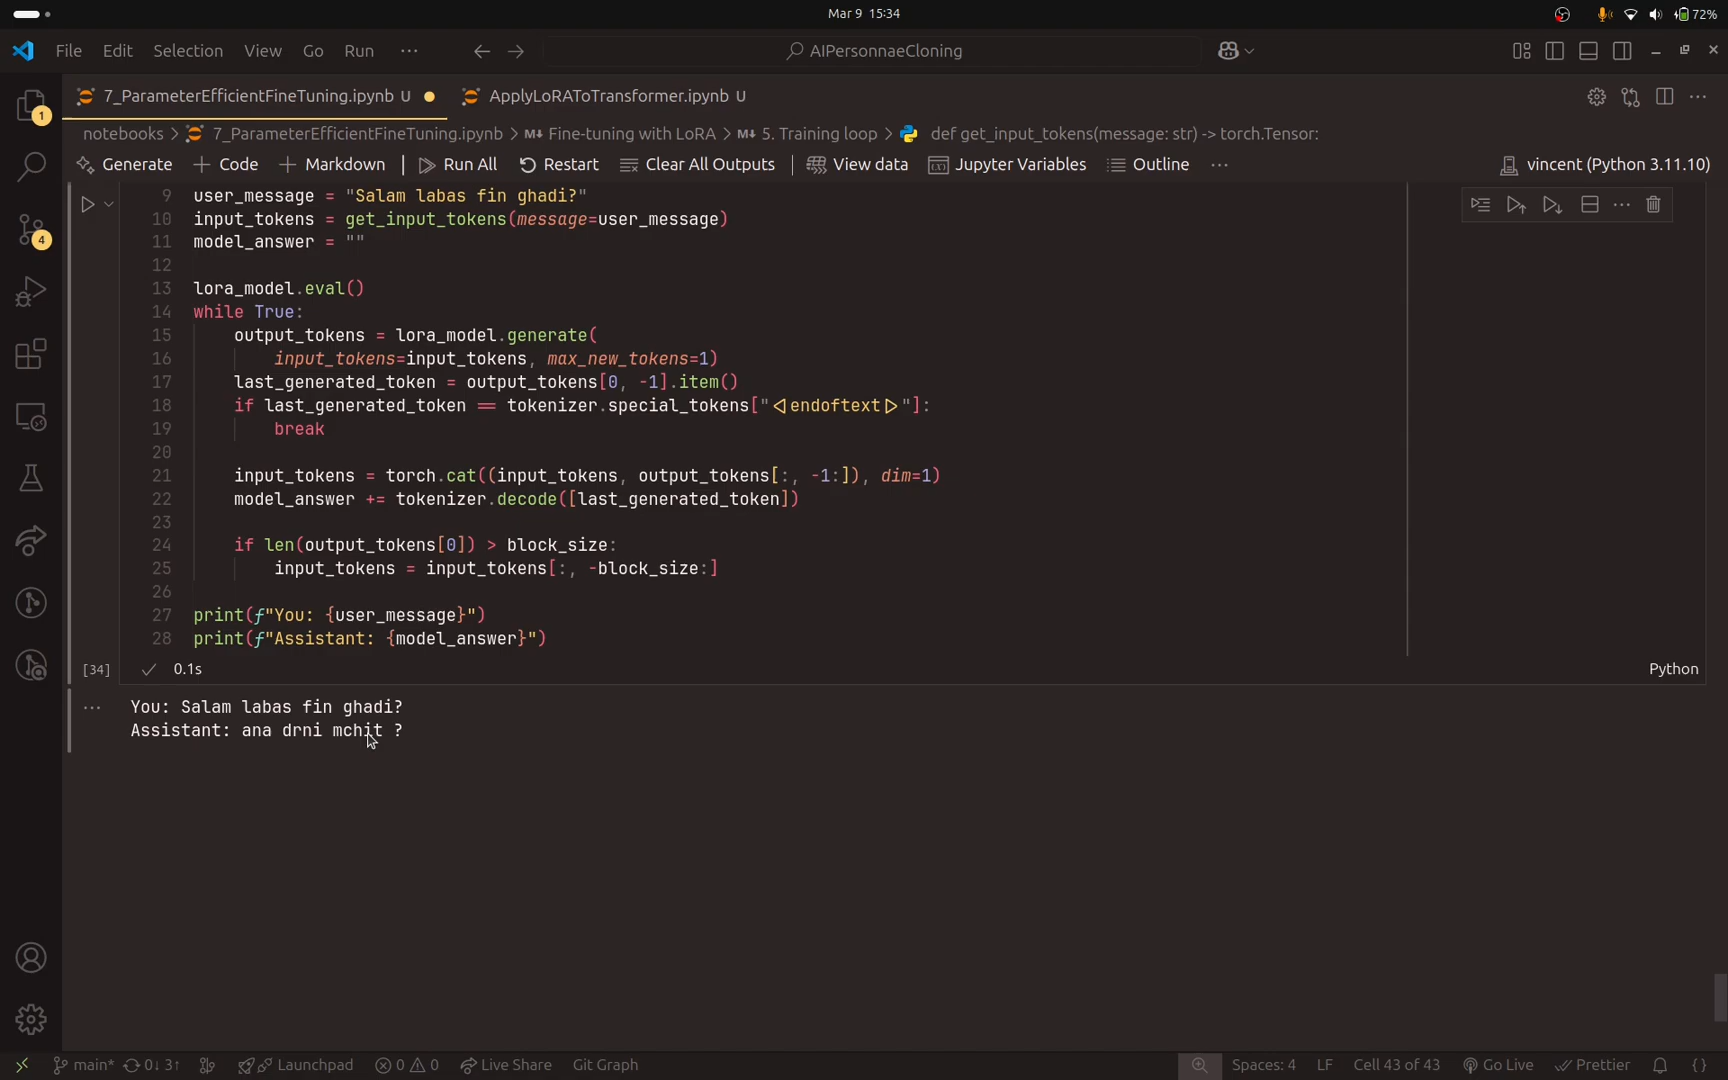 Mar 9 15:34
72%
File Edit Selection View Go Run ··· AIPersonnaeCloning
7_ParameterEfficientFineTuning.ipynb U ApplyLoRAToTransformer.ipynb U
notebooks > 7_ParameterEfficientFineTuning.ipynb > M↓ Fine-tuning with LoRA > M↓ 5. Training loop > def get_input_tokens(message: str) -> torch.Tensor:
Generate + Code + Markdown | Run All Restart Clear All Outputs | View data Jupyter Variables Outline ··· vincent (Python 3.11.10)
1
4
9 user_message = "Salam labas fin ghadi?"
10 input_tokens = get_input_tokens(message=user_message)
11 model_answer = ""
12
13 lora_model.eval()
14 while True:
15 output_tokens = lora_model.generate(
16 input_tokens=input_tokens, max_new_tokens=1)
17 last_generated_token = output_tokens[0, -1].item()
18 if last_generated_token == tokenizer.special_tokens["<|endoftext|>"]:
19 break
20
21 input_tokens = torch.cat((input_tokens, output_tokens[:, -1:]), dim=1)
22 model_answer += tokenizer.decode([last_generated_token])
23
24 if len(output_tokens[0]) > block_size:
25 input_tokens = input_tokens[:, -block_size:]
26
27 print(f"You: {user_message}")
28 print(f"Assistant: {model_answer}")
[34] ✓ 0.1s Python
··· You: Salam labas fin ghadi?
Assistant: ana drni mchit ?
main* 0↓ 3↑ Launchpad 0 0 Live Share Git Graph Spaces: 4 LF Cell 43 of 43 Go Live Prettier { }